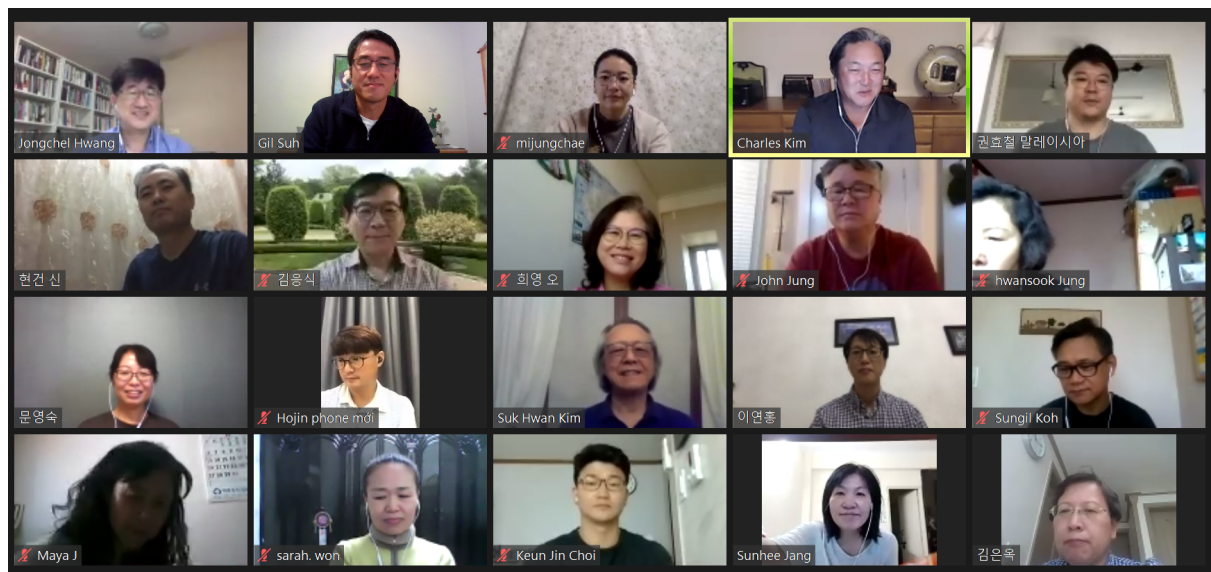 Jongchel Hwang
Gil Suh
mijungchae
Charles Kim
권효철 말레이시아
현건 신
김응식
희영 오
John Jung
hwansook Jung
문영숙
Hojin phone mới
Suk Hwan Kim
이연홍
Sungil Koh
Maya J
sarah. won
Keun Jin Choi
Sunhee Jang
김은옥